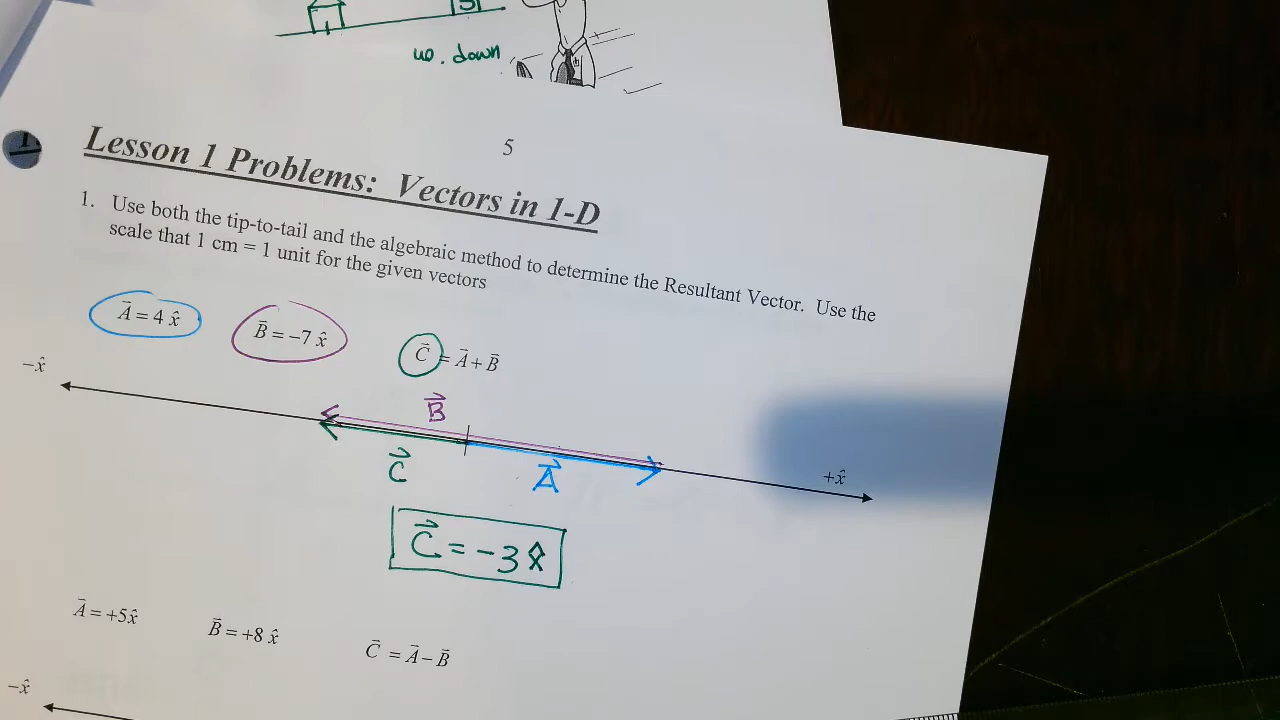 up. down
5
1.
Lesson 1 Problems: Vectors in 1-D
1. Use both the tip-to-tail and the algebraic method to determine the Resultant Vector. Use the
scale that 1 cm = 1 unit for the given vectors
A⃗ = 4 x̂ B⃗ = −7 x̂ C⃗ = A⃗ + B⃗
−x̂
B⃗
C⃗ A⃗ +x̂
C⃗ = −3 x̂
A⃗ = +5x̂ B⃗ = +8 x̂ C⃗ = A⃗ − B⃗
−x̂